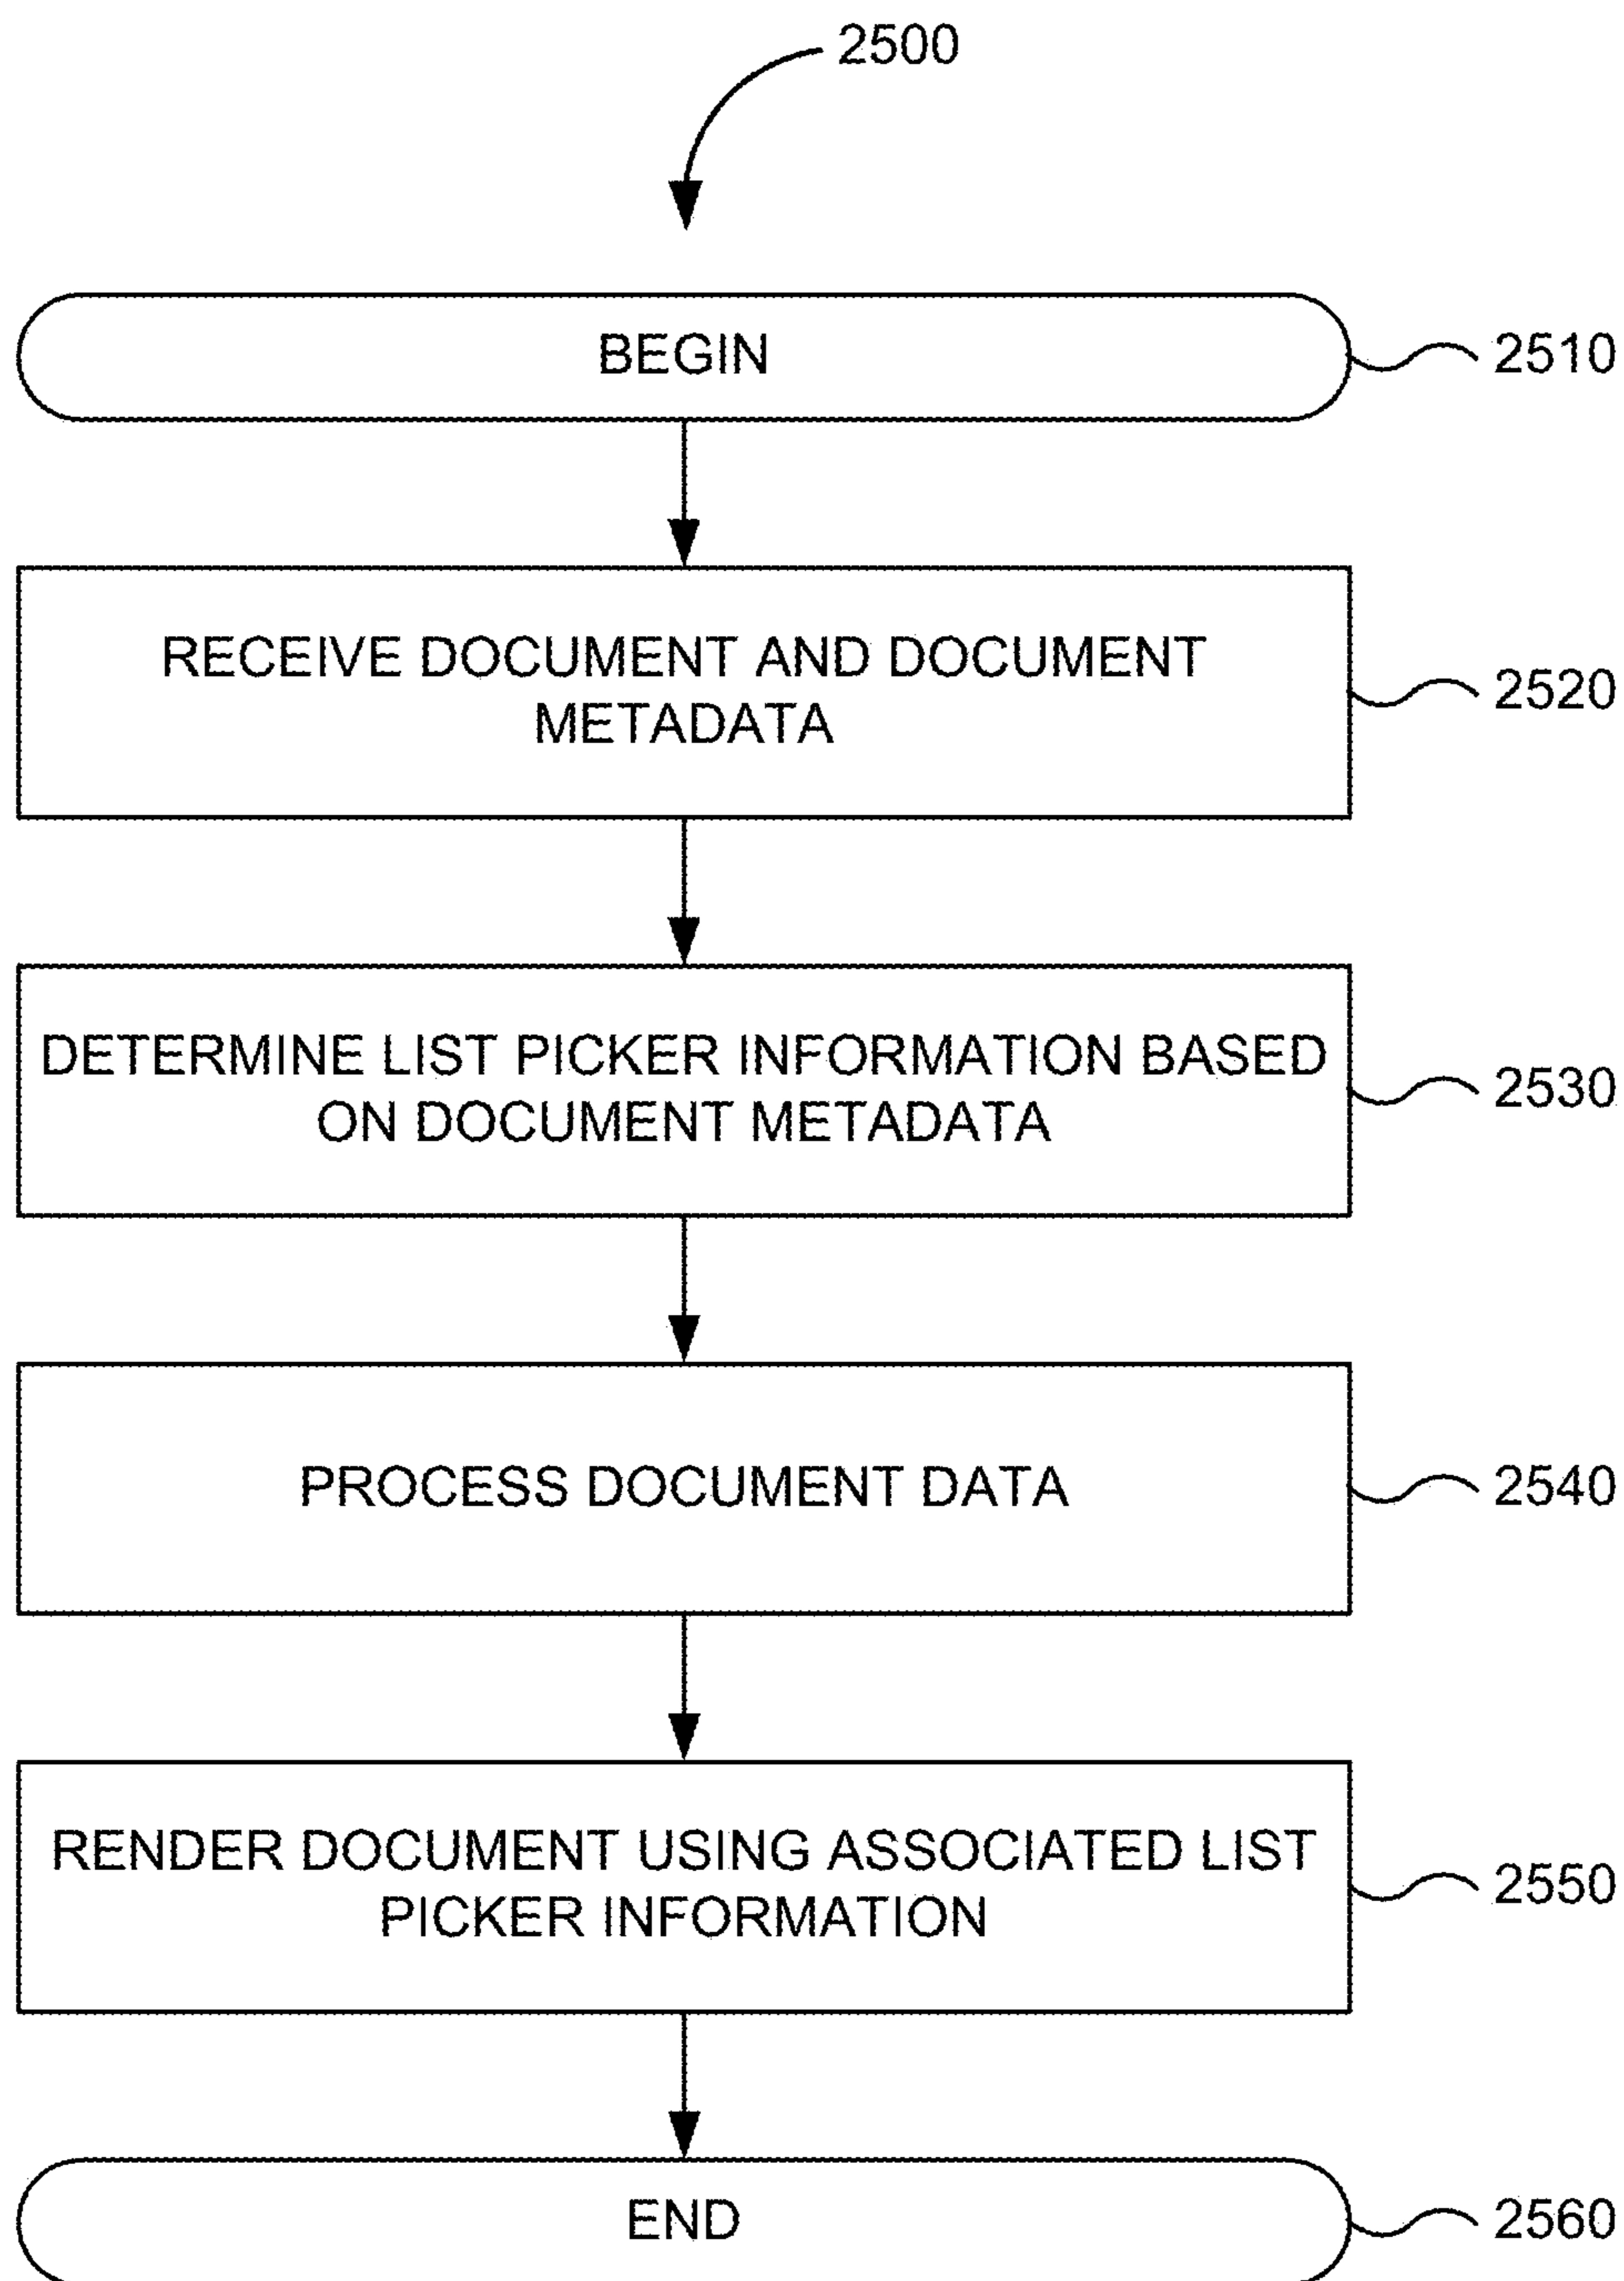 2500
BEGIN
2510
RECEIVE DOCUMENT AND DOCUMENT
METADATA
2520
DETERMINE LIST PICKER INFORMATION BASED
ON DOCUMENT METADATA
2530
PROCESS DOCUMENT DATA
2540
RENDER DOCUMENT USING ASSOCIATED LIST
PICKER INFORMATION
2550
END
2560